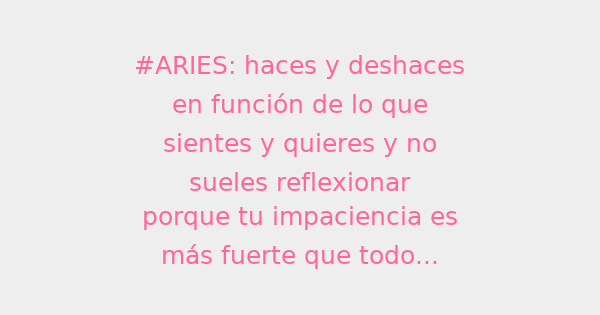 #ARIES: haces y deshaces
en función de lo que
sientes y quieres y no
sueles reflexionar
porque tu impaciencia es
más fuerte que todo...